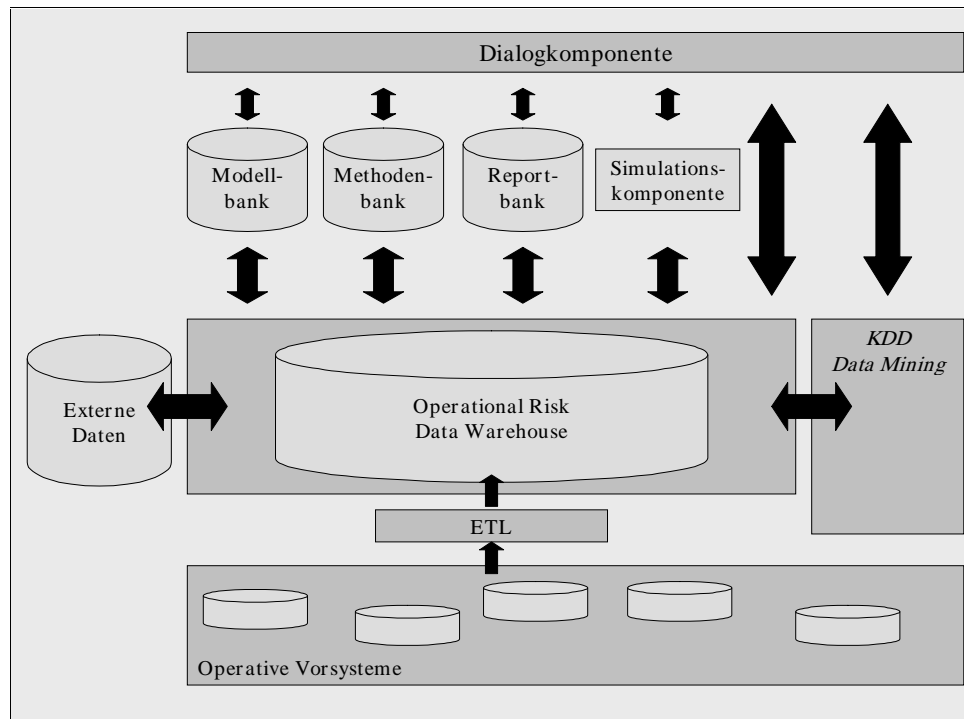 Dialogkomponente
Modell-
bank
Methoden-
bank
Report-
bank
Simulations-
komponente
KDD
Data Mining
Externe
Daten
Operational Risk
Data Warehouse
ETL
Operative Vorsysteme